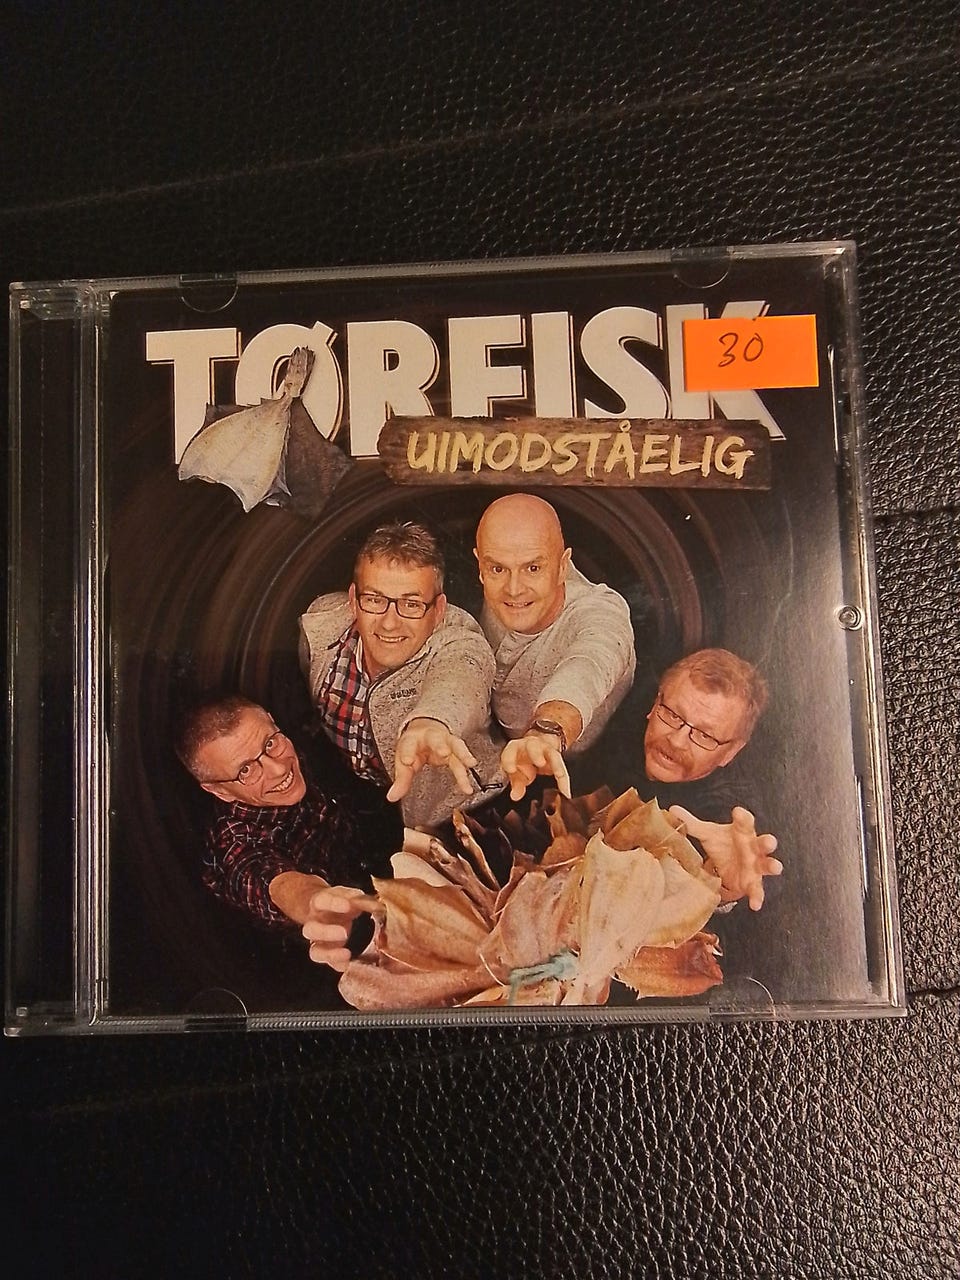 TØRFISK
30
UIMODSTÅELIG